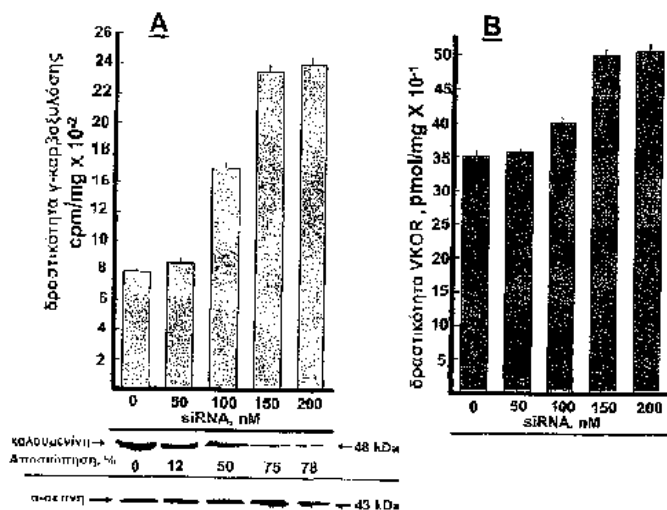 A
δραστικότητα γ-καρβοξυλάσης
cpm/mg X 10⁻²
26
24
22
20
18
16
14
12
10
8
6
4
2
0 50 100 150 200
siRNA, nM
καλουμενίνη → ← 48 kDa
Αποσιώπηση, % 0 12 50 75 78
α-ακτίνη → ← 43 kDa
B
δραστικότητα VKOR, pmol/mg X 10⁻¹
50
45
40
35
30
25
20
15
10
5
0 50 100 150 200
siRNA, nM